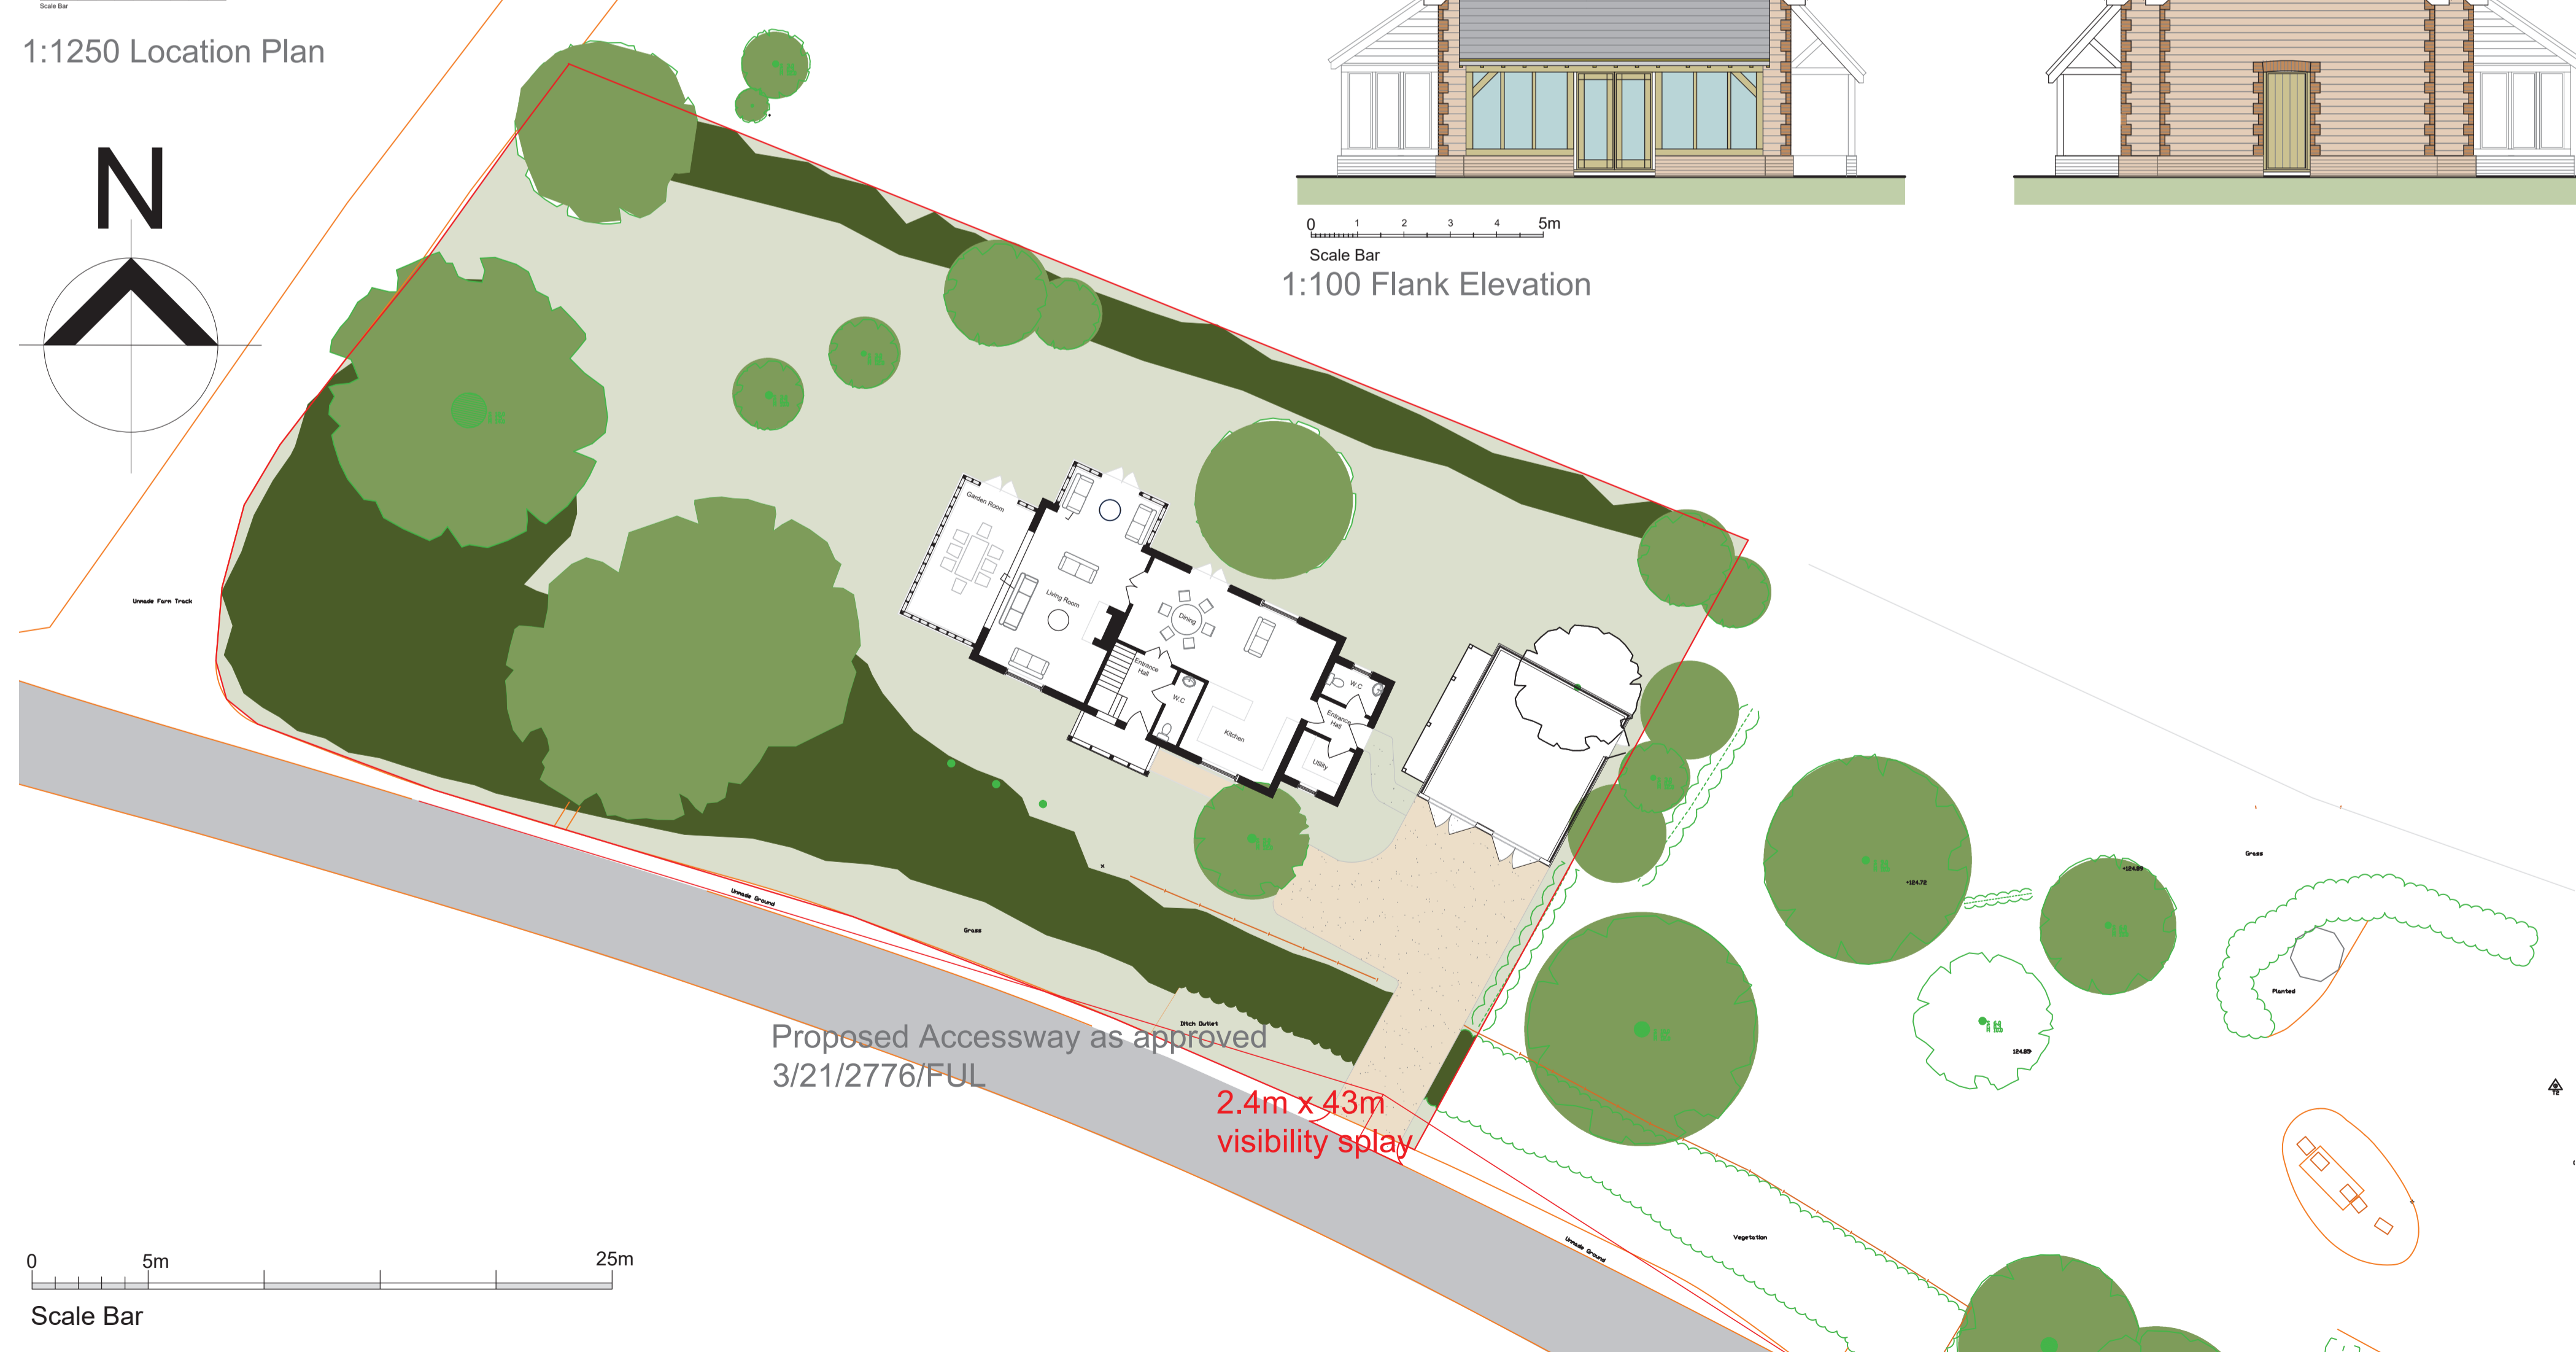 Scale Bar
1:1250 Location Plan
N
0 1 2 3 4 5m
Scale Bar
1:100 Flank Elevation
Garden Room
Living Room
Dining
Entrance
Hall
W.C
Kitchen
W.C
Entrance
Hall
Utility
Unmade Farm Track
Unmade Ground
Grass
Ditch Outlet
Proposed Accessway as approved
3/21/2776/FUL
2.4m x 43m
visibility splay
+124.72
Grass
Planted
Vegetation
Unmade Ground
T2
0 5m 25m
Scale Bar